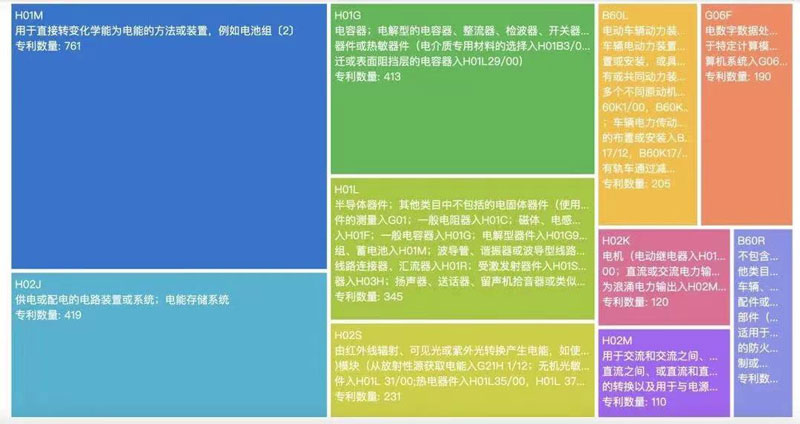 H01M
用于直接转变化学能为电能的方法或装置，例如电池组〔2〕
专利数量: 761
H02J
供电或配电的电路装置或系统；电能存储系统
专利数量: 419
H01G
电容器；电解型的电容器、整流器、检波器、开关器...
器件或热敏器件（电介质专用材料的选择入H01B3/0...
迁或表面阻挡层的电容器入H01L29/00)
专利数量: 413
H01L
半导体器件；其他类目中不包括的电固体器件（使用...
件的测量入G01；一般电阻器入H01C；磁体、电感...
入H01F；一般电容器入H01G；电解型器件入H01G9...
组、蓄电池入H01M；波导管、谐振器或波导型线路...
线路连接器、汇流器入H01R；受激发射器件入H01S...
器入H03H；扬声器、送话器、留声机拾音器或类似...
专利数量: 345
H02S
由红外线辐射、可见光或紫外光转换产生电能，如使...
)模块（从放射性源获取电能入G21H 1/12；无机光敏...
件入H01L 31/00;热电器件入H01L35/00，H01L 37...
专利数量: 231
B60L
电动车辆动力装...
车辆电动力装置...
置或安装，或具...
有或共同动力装...
多个不同原动机...
60K1/00，B60K...
；车辆电力传动...
的布置或安装入B...
17/12，B60K17/...
有轨车通过减...
专利数量: 205
G06F
电数字数据处...
于特定计算模...
算机系统入G06...
专利数量: 190
H02K
电机（电动继电器入H01...
00；直流或交流电力输...
为浪涌电力输出入H02M...
专利数量: 120
H02M
用于交流和交流之间、...
直流之间、或直流和直...
的转换以及用于与电源...
专利数量: 110
B60R
不包含...
他类目...
车辆、...
配件或...
部件（...
适用于...
的防火...
制或...
专利数...